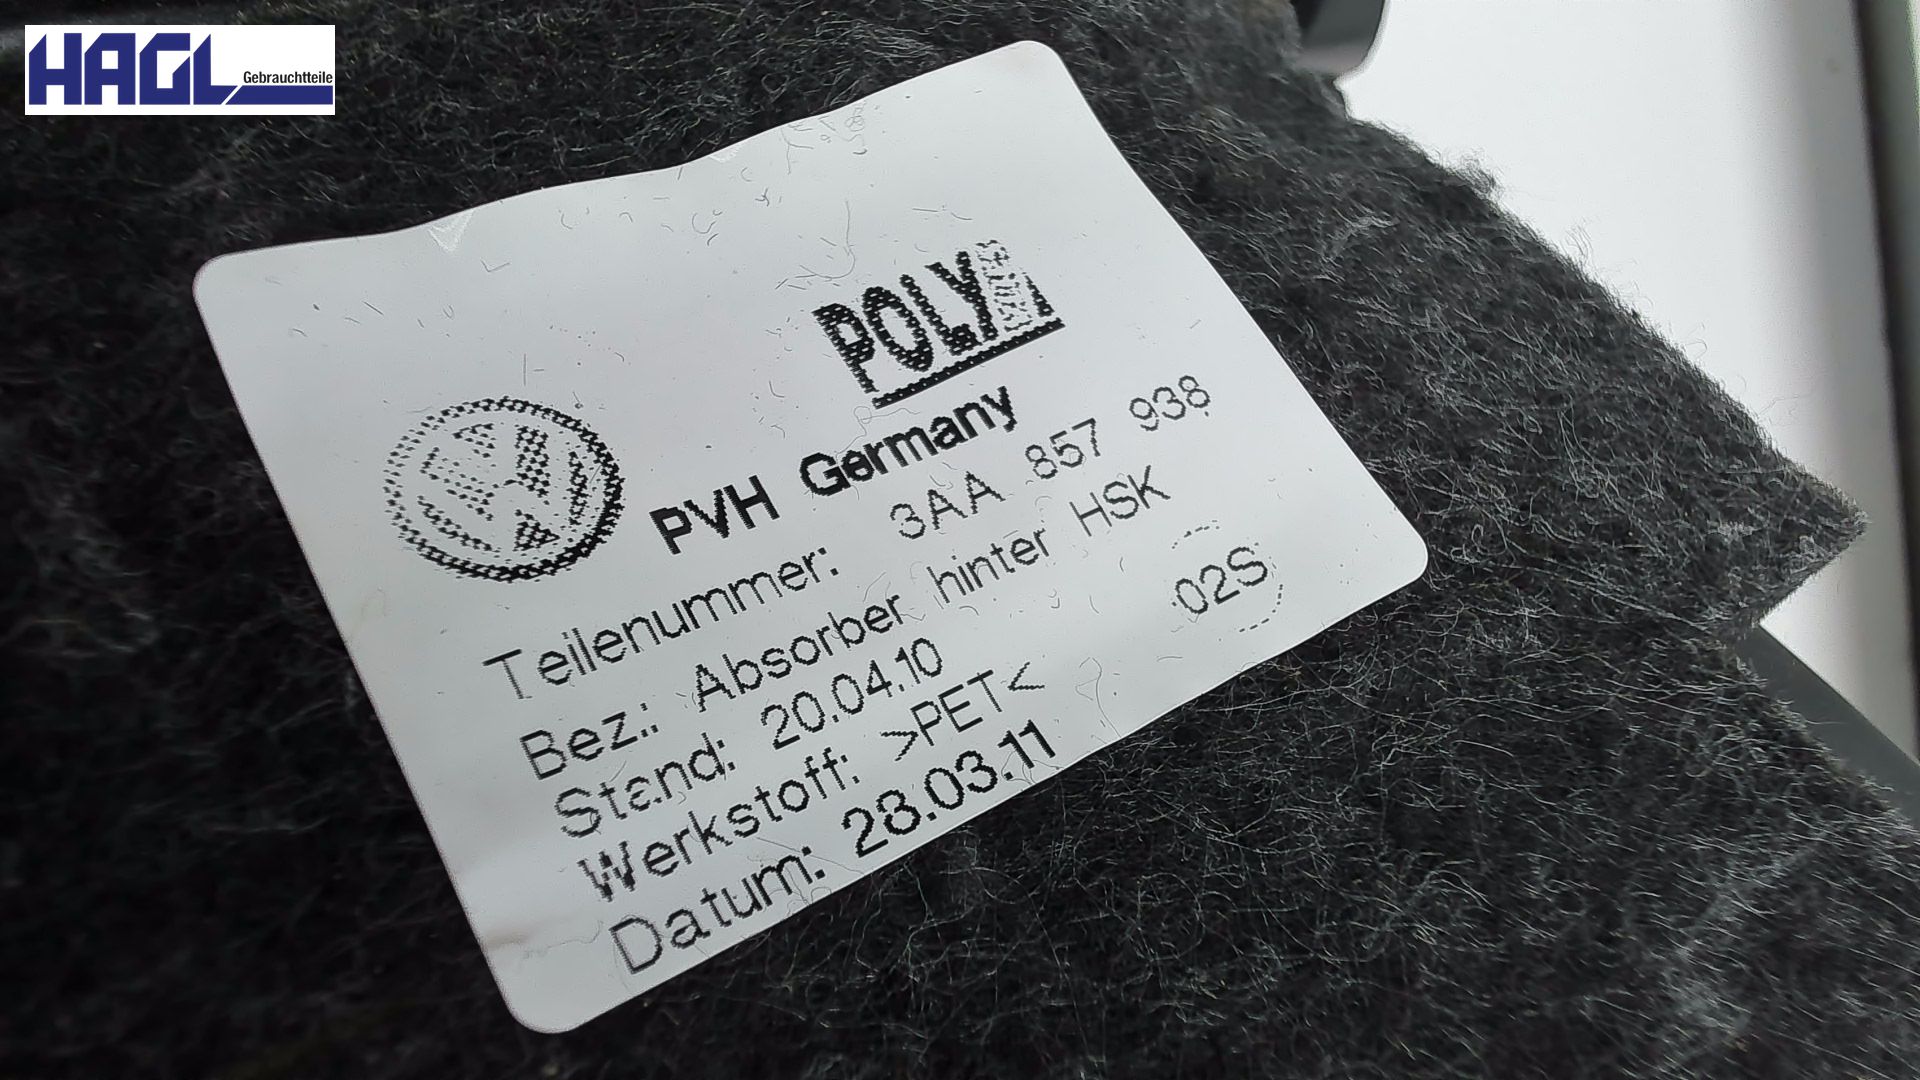 HAGL
Gebrauchtteile
POLY
PVH Germany
Teilenummer: 3AA 857 938
Bez.: Absorber hinter HSK
Stand: 20.04.10
02S
Werkstoff: >PET<
Datum: 28.03.11